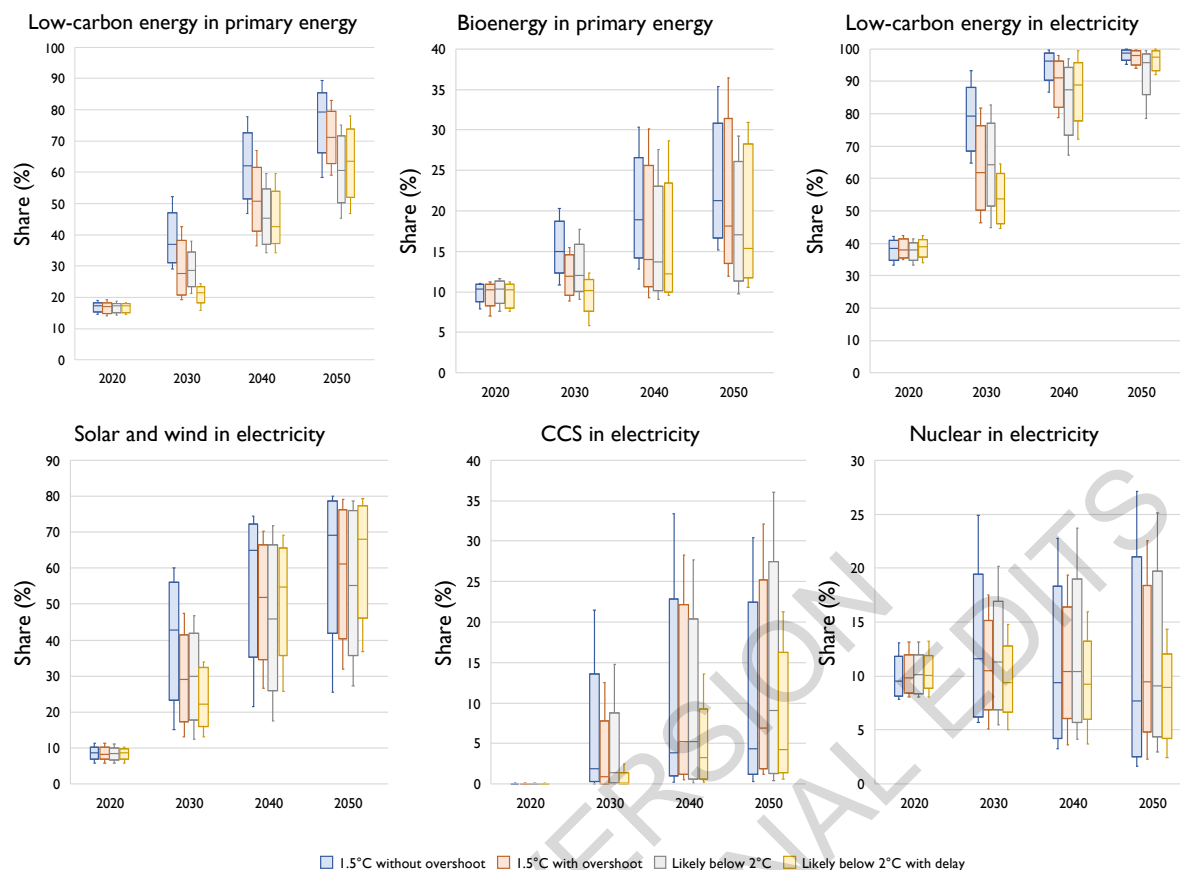 Low-carbon energy in primary energy
Bioenergy in primary energy
Low-carbon energy in electricity
Share (%)
100
90
80
70
60
50
40
30
20
10
0
2020 2030 2040 2050
Share (%)
40
35
30
25
20
15
10
5
0
2020 2030 2040 2050
Share (%)
100
90
80
70
60
50
40
30
20
10
0
2020 2030 2040 2050
Solar and wind in electricity
CCS in electricity
Nuclear in electricity
Share (%)
90
80
70
60
50
40
30
20
10
0
2020 2030 2040 2050
Share (%)
40
35
30
25
20
15
10
5
0
2020 2030 2040 2050
Share (%)
30
25
20
15
10
5
0
2020 2030 2040 2050
1.5°C without overshoot 1.5°C with overshoot Likely below 2°C Likely below 2°C with delay
VERSION
NAL EDITS